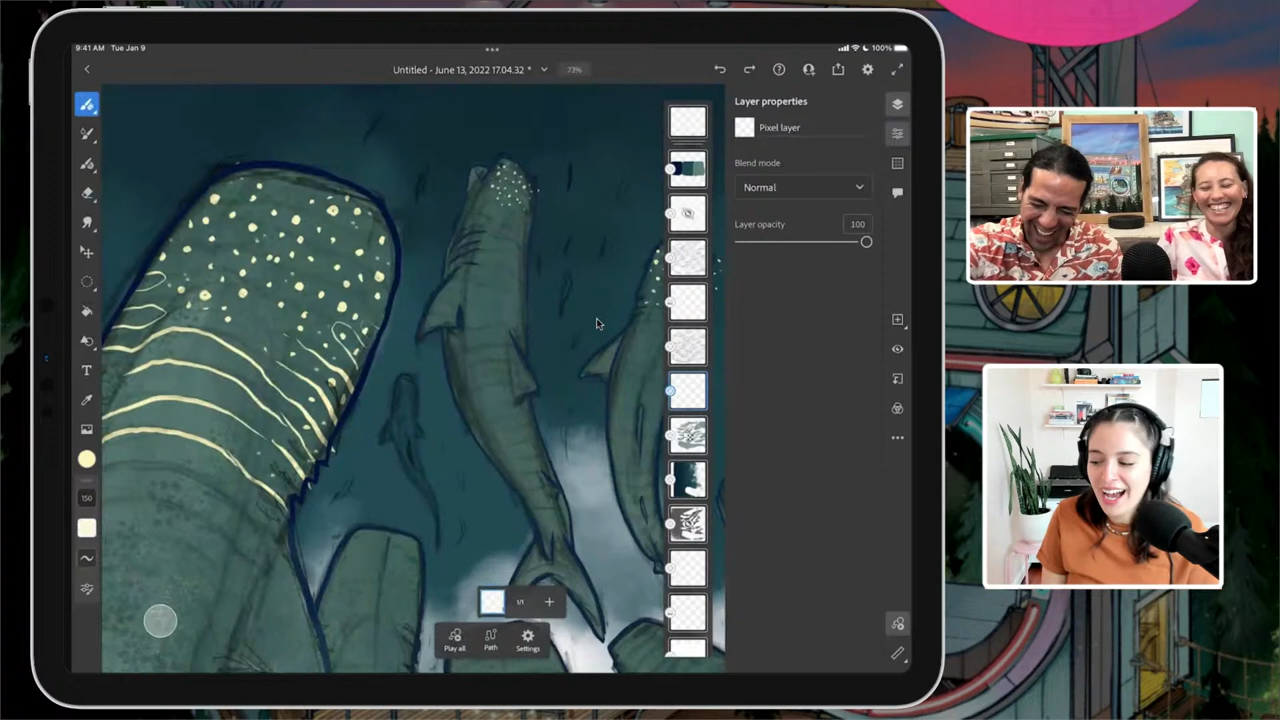 9:41 AM Tue Jan 9
100%
Untitled - June 13, 2022 17.04.32 *
73%
Layer properties
Pixel layer
Blend mode
Normal
Layer opacity
100
T
150
1/1
Play all
Path
Settings